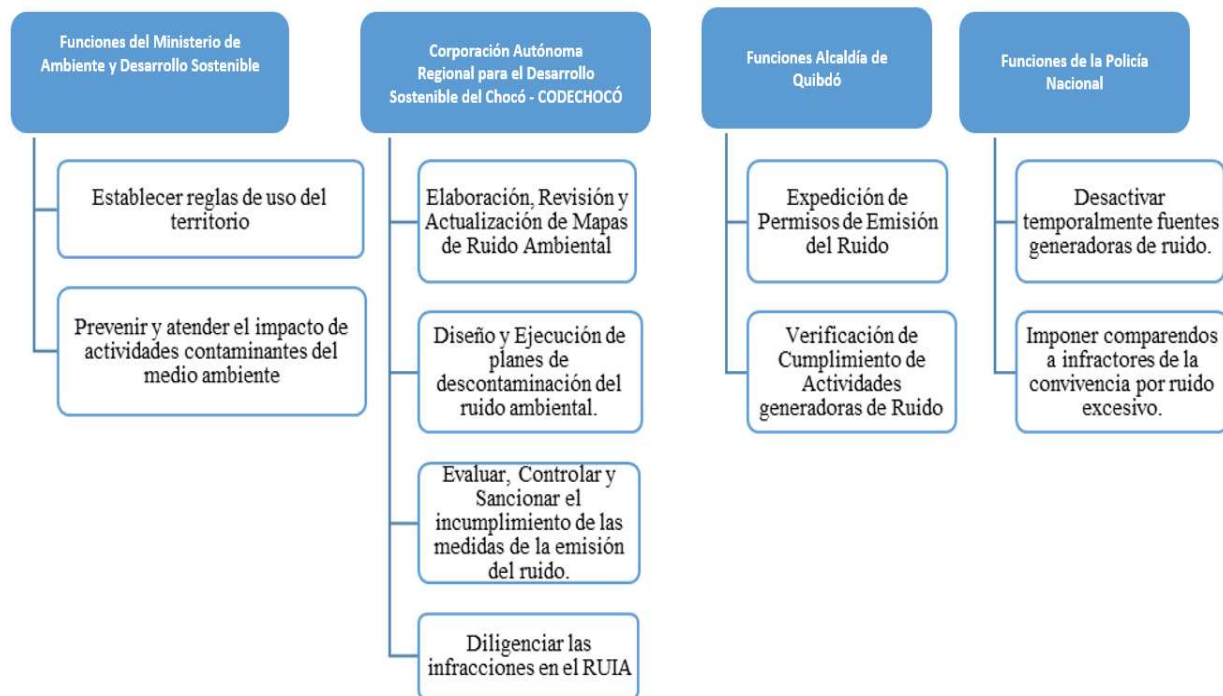 Funciones del Ministerio de
Ambiente y Desarrollo Sostenible
Establecer reglas de uso del
territorio
Prevenir y atender el impacto de
actividades contaminantes del
medio ambiente
Corporación Autónoma
Regional para el Desarrollo
Sostenible del Chocó - CODECHOCÓ
Elaboración, Revisión y
Actualización de Mapas
de Ruido Ambiental
Diseño y Ejecución de
planes de
descontaminación del
ruido ambiental.
Evaluar, Controlar y
Sancionar el
incumplimiento de las
medidas de la emisión
del ruido.
Diligenciar las
infracciones en el RUIA
Funciones Alcaldía de
Quibdó
Expedición de
Permisos de Emisión
del Ruido
Verificación de
Cumplimiento de
Actividades
generadoras de Ruido
Funciones de la Policía
Nacional
Desactivar
temporalmente fuentes
generadoras de ruido.
Imponer comparendos
a infractores de la
convivencia por ruido
excesivo.